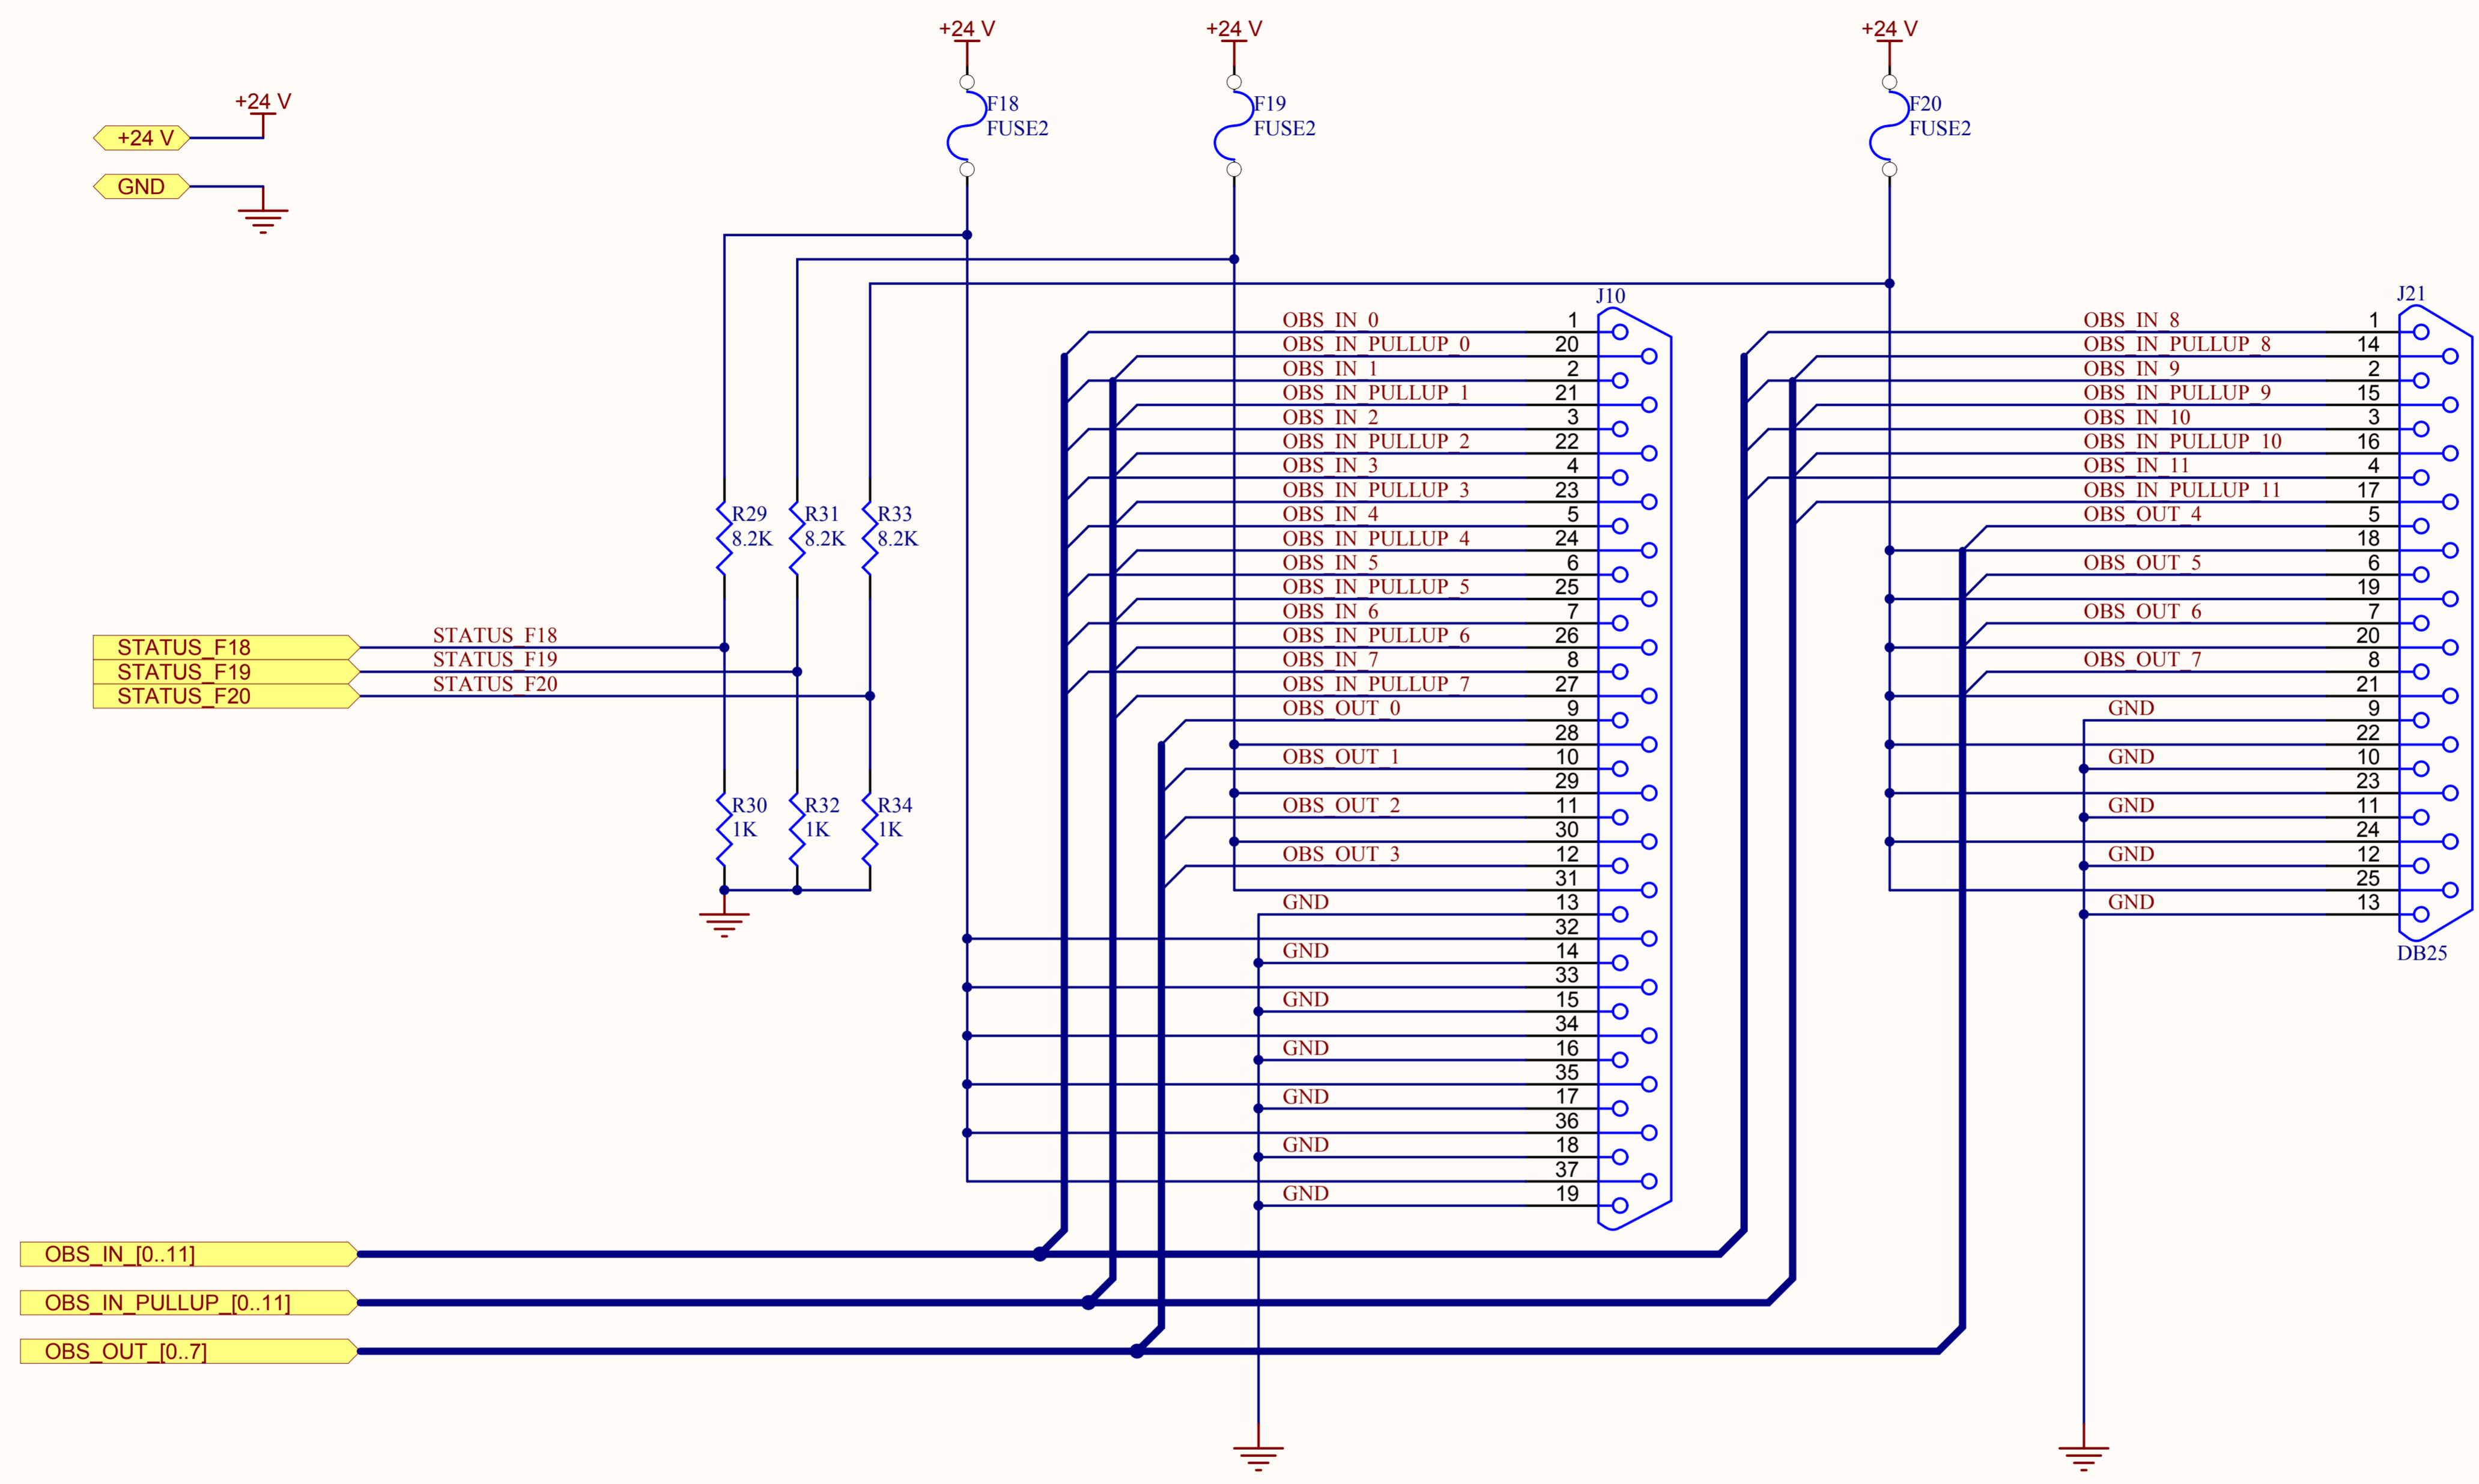 +24 V
+24 V
+24 V
+24 V
+24 V
GND
F18
FUSE2
F19
FUSE2
F20
FUSE2
R29
8.2K
R31
8.2K
R33
8.2K
STATUS_F18
STATUS_F19
STATUS_F20
STATUS_F18
STATUS_F19
STATUS_F20
R30
1K
R32
1K
R34
1K
J10
OBS_IN_0 1
OBS_IN_PULLUP_0 20
OBS_IN_1 2
OBS_IN_PULLUP_1 21
OBS_IN_2 3
OBS_IN_PULLUP_2 22
OBS_IN_3 4
OBS_IN_PULLUP_3 23
OBS_IN_4 5
OBS_IN_PULLUP_4 24
OBS_IN_5 6
OBS_IN_PULLUP_5 25
OBS_IN_6 7
OBS_IN_PULLUP_6 26
OBS_IN_7 8
OBS_IN_PULLUP_7 27
OBS_OUT_0 9
28
OBS_OUT_1 10
29
OBS_OUT_2 11
30
OBS_OUT_3 12
31
GND 13
32
GND 14
33
GND 15
34
GND 16
35
GND 17
36
GND 18
37
GND 19
J21
OBS_IN_8 1
OBS_IN_PULLUP_8 14
OBS_IN_9 2
OBS_IN_PULLUP_9 15
OBS_IN_10 3
OBS_IN_PULLUP_10 16
OBS_IN_11 4
OBS_IN_PULLUP_11 17
OBS_OUT_4 5
18
OBS_OUT_5 6
19
OBS_OUT_6 7
20
OBS_OUT_7 8
21
GND 9
22
GND 10
23
GND 11
24
GND 12
25
GND 13
DB25
OBS_IN_[0..11]
OBS_IN_PULLUP_[0..11]
OBS_OUT_[0..7]